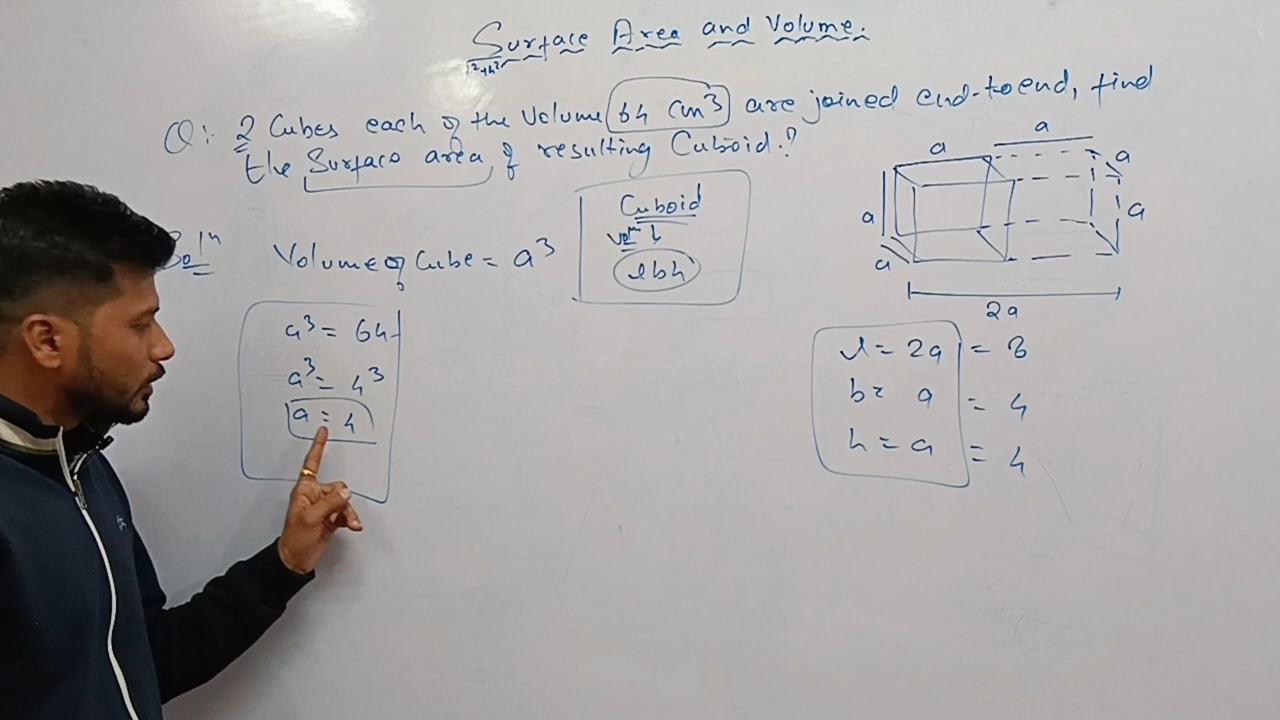 Surface Area and Volume.
Q:- 2 Cubes each of the Volume 64 cm³ are joined end-to end, find
the Surface area of resulting Cuboid.?
Solⁿ
Volume of Cube = a³
Cuboid
lbh
a³ = 64
a³ = 4³
a = 4
a
a
a
a
a
a
2a
l = 2a = 8
b = a = 4
h = a = 4